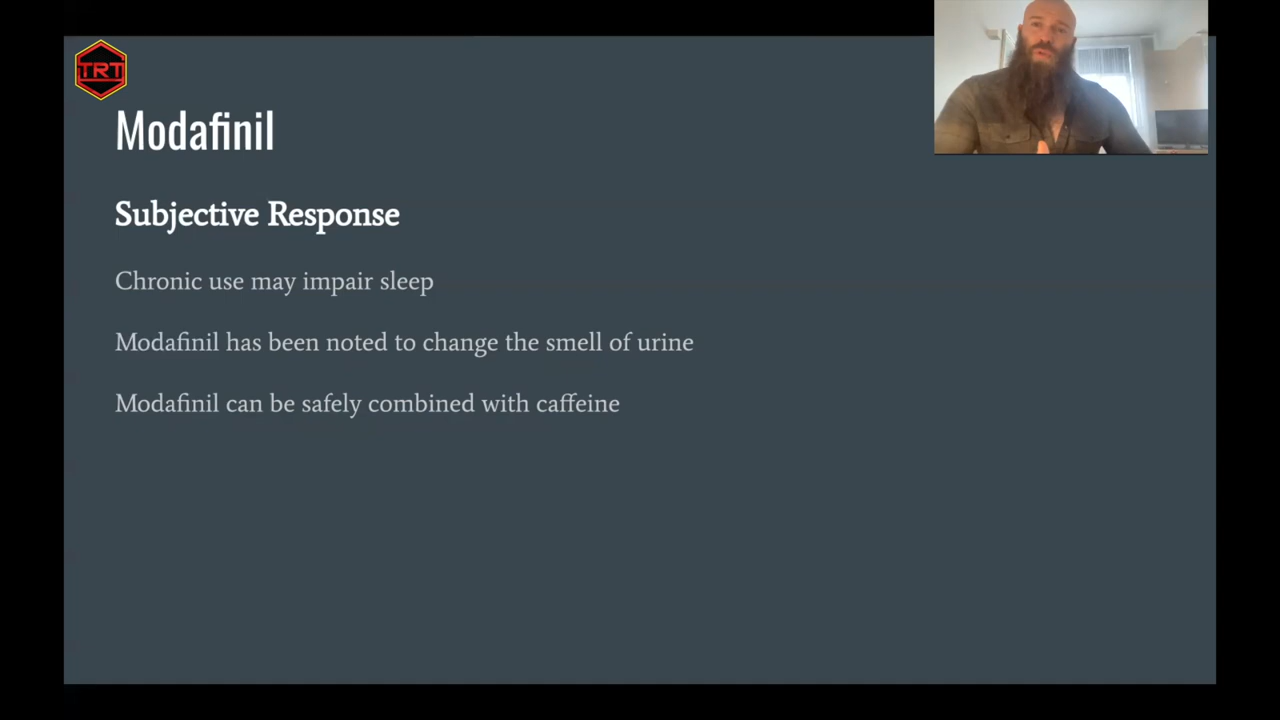 TRT
Modafinil
Subjective Response
Chronic use may impair sleep
Modafinil has been noted to change the smell of urine
Modafinil can be safely combined with caffeine